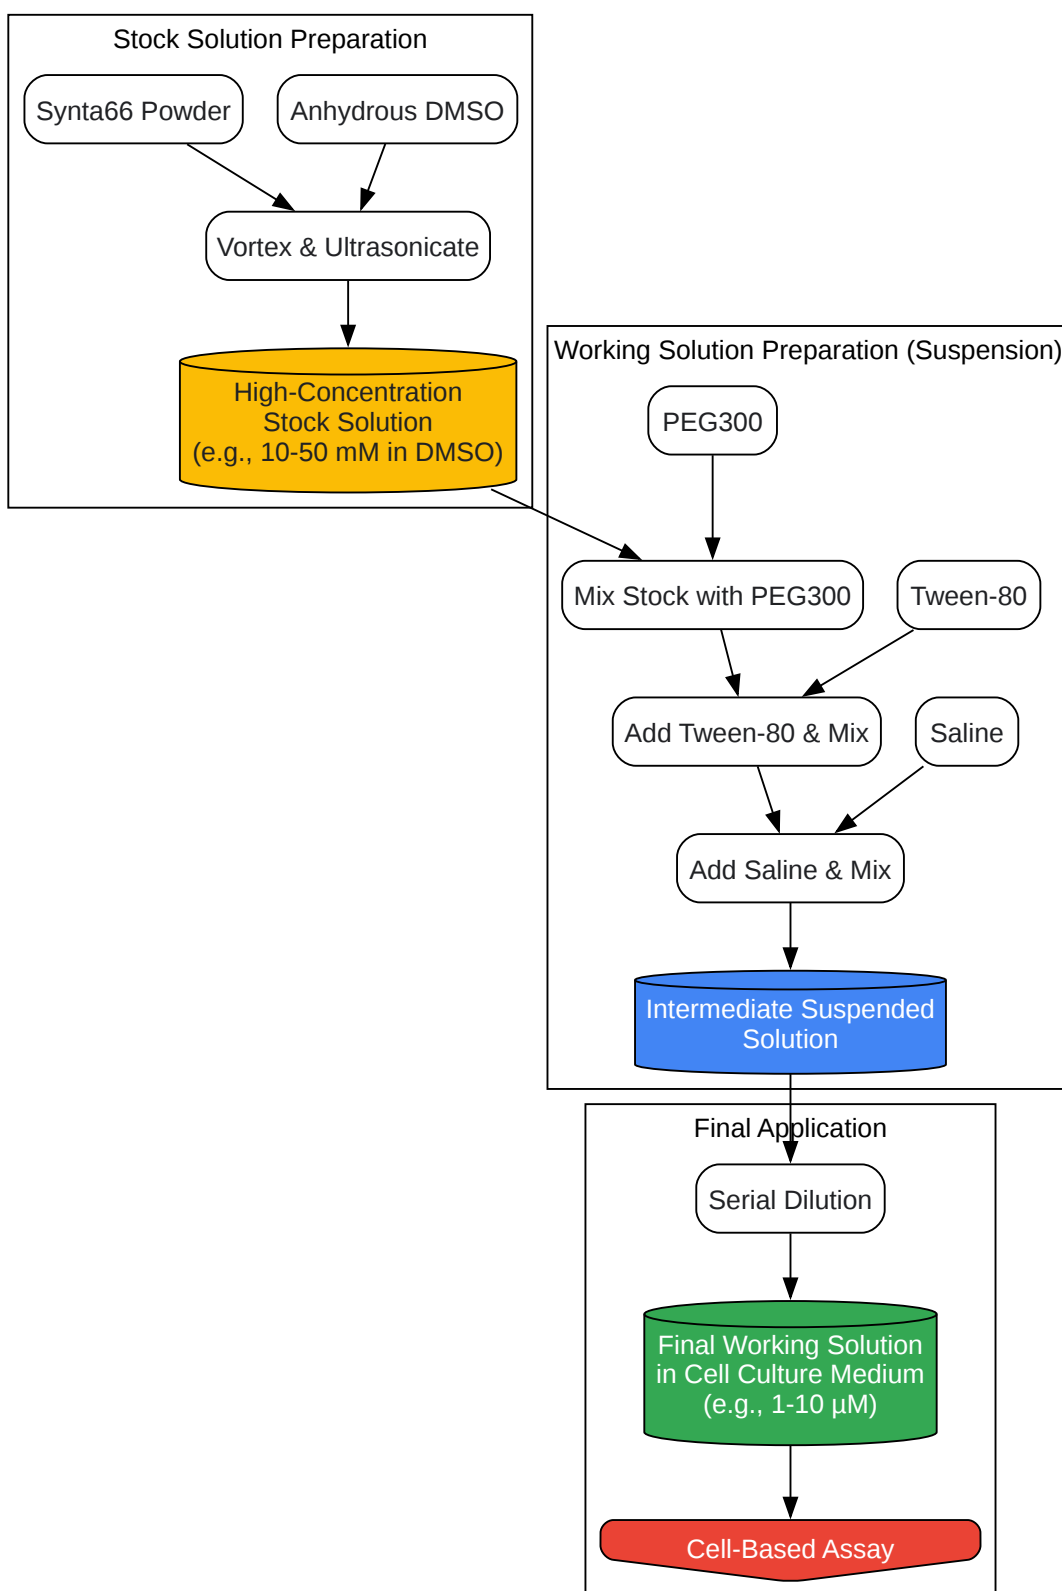 Stock Solution Preparation
Synta66 Powder
Anhydrous DMSO
Vortex & Ultrasonicate
High-Concentration
Stock Solution
(e.g., 10-50 mM in DMSO)
Working Solution Preparation (Suspension)
PEG300
Mix Stock with PEG300
Tween-80
Add Tween-80 & Mix
Saline
Add Saline & Mix
Intermediate Suspended
Solution
Final Application
Serial Dilution
Final Working Solution
in Cell Culture Medium
(e.g., 1-10 µM)
Cell-Based Assay